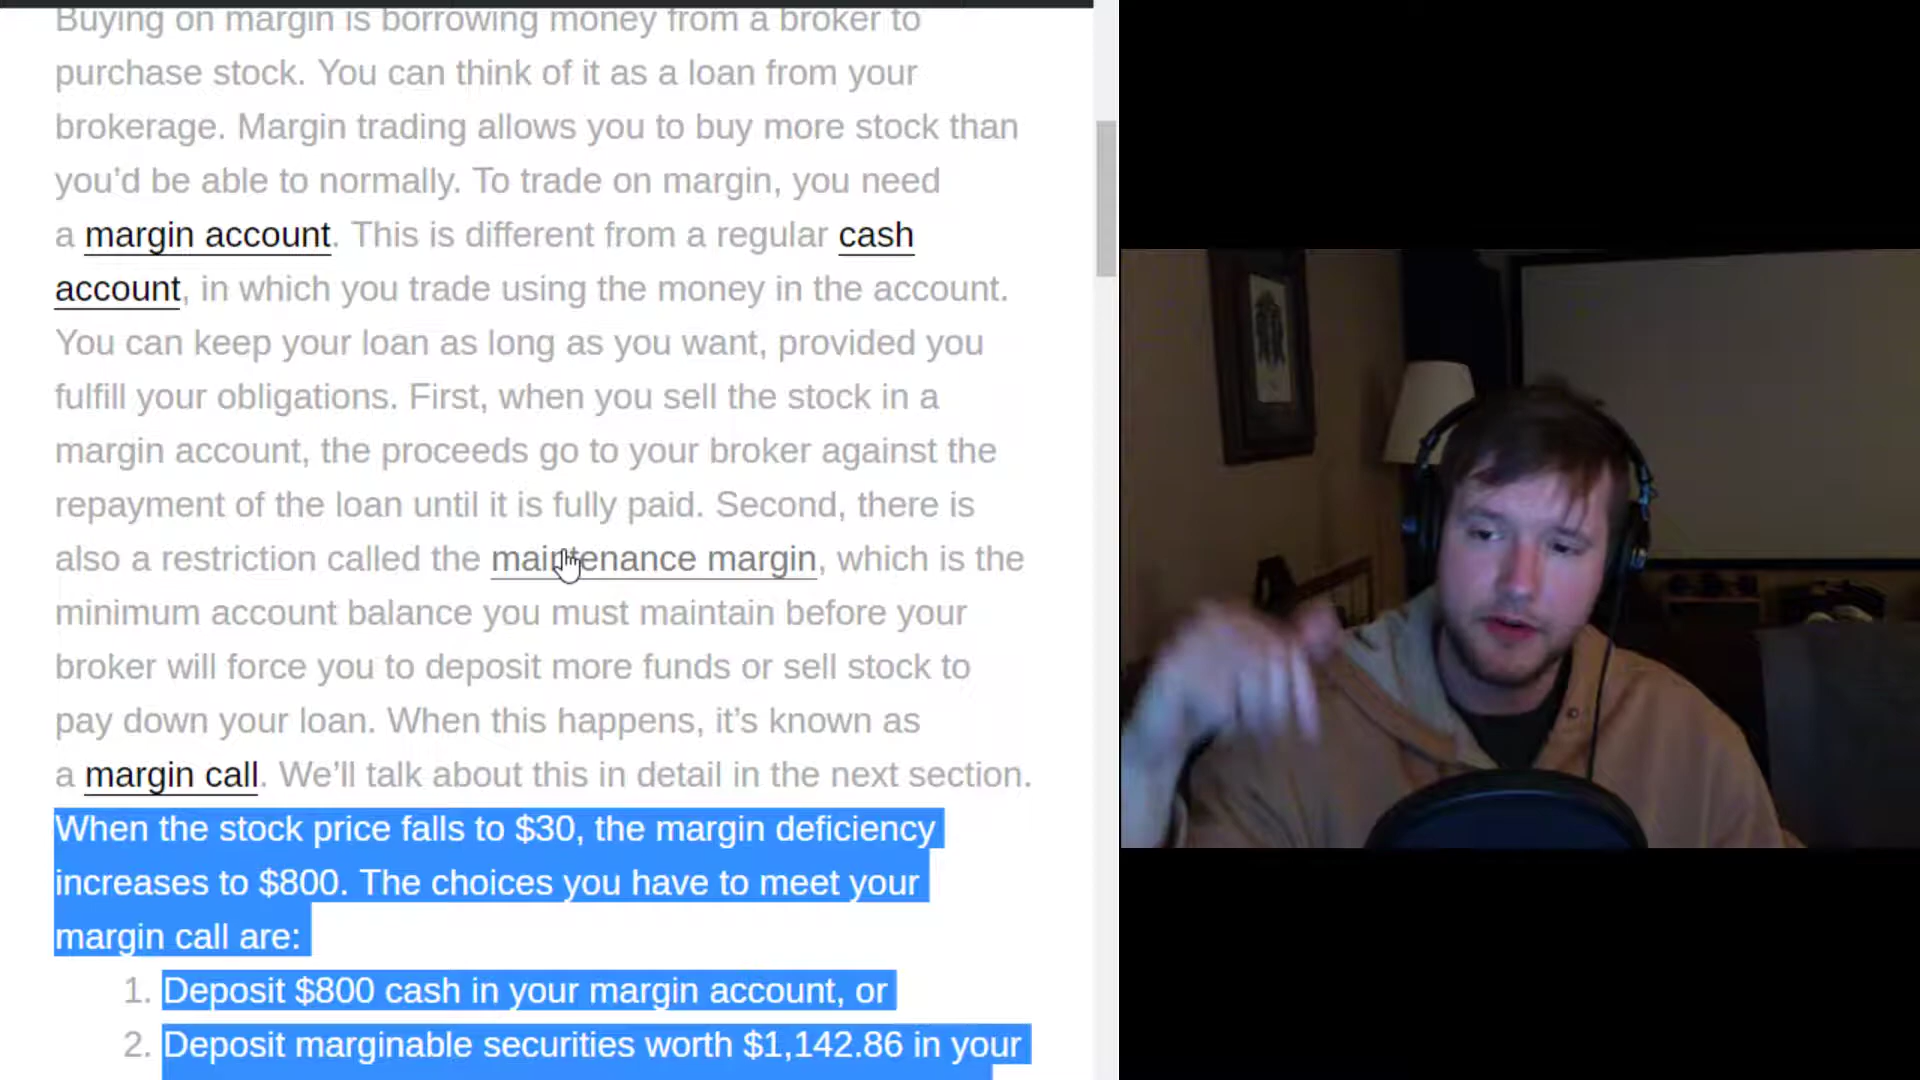 Buying on margin is borrowing money from a broker to
purchase stock. You can think of it as a loan from your
brokerage. Margin trading allows you to buy more stock than
you’d be able to normally. To trade on margin, you need
a margin account. This is different from a regular cash
account, in which you trade using the money in the account.
You can keep your loan as long as you want, provided you
fulfill your obligations. First, when you sell the stock in a
margin account, the proceeds go to your broker against the
repayment of the loan until it is fully paid. Second, there is
also a restriction called the maintenance margin, which is the
minimum account balance you must maintain before your
broker will force you to deposit more funds or sell stock to
pay down your loan. When this happens, it’s known as
a margin call. We’ll talk about this in detail in the next section.
When the stock price falls to $30, the margin deficiency
increases to $800. The choices you have to meet your
margin call are:
1. Deposit $800 cash in your margin account, or
2. Deposit marginable securities worth $1,142.86 in your